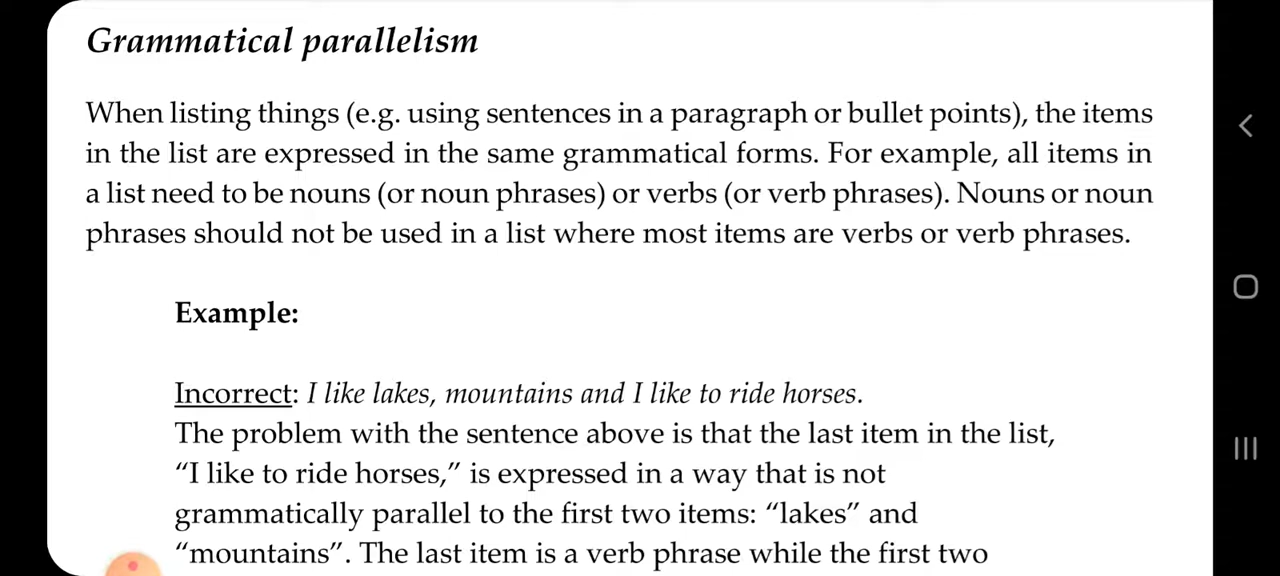 Grammatical parallelism
When listing things (e.g. using sentences in a paragraph or bullet points), the items
in the list are expressed in the same grammatical forms. For example, all items in
a list need to be nouns (or noun phrases) or verbs (or verb phrases). Nouns or noun
phrases should not be used in a list where most items are verbs or verb phrases.
Example:
Incorrect: I like lakes, mountains and I like to ride horses.
The problem with the sentence above is that the last item in the list,
“I like to ride horses,” is expressed in a way that is not
grammatically parallel to the first two items: “lakes” and
“mountains”. The last item is a verb phrase while the first two